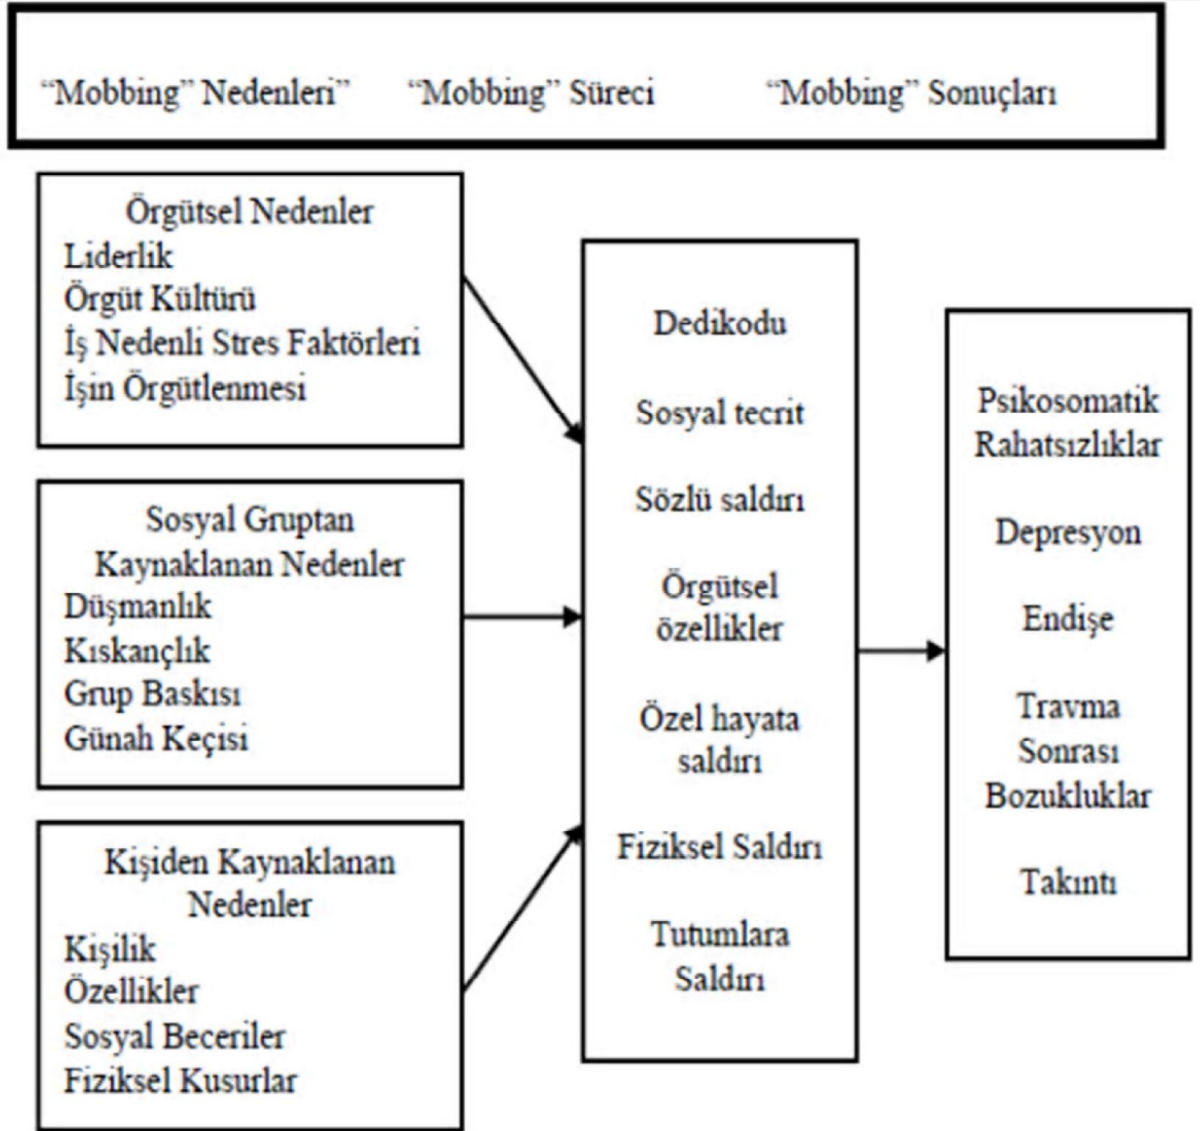 “Mobbing” Nedenleri” “Mobbing” Süreci “Mobbing” Sonuçları
Örgütsel Nedenler
Liderlik
Örgüt Kültürü
İş Nedenli Stres Faktörleri
İşin Örgütlenmesi
Sosyal Gruptan
Kaynaklanan Nedenler
Düşmanlık
Kıskançlık
Grup Baskısı
Günah Keçisi
Kişiden Kaynaklanan
Nedenler
Kişilik
Özellikler
Sosyal Beceriler
Fiziksel Kusurlar
Dedikodu
Sosyal tecrit
Sözlü saldırı
Örgütsel
özellikler
Özel hayata
saldırı
Fiziksel Saldırı
Tutumlara
Saldırı
Psikosomatik
Rahatsızlıklar
Depresyon
Endişe
Travma
Sonrası
Bozukluklar
Takıntı